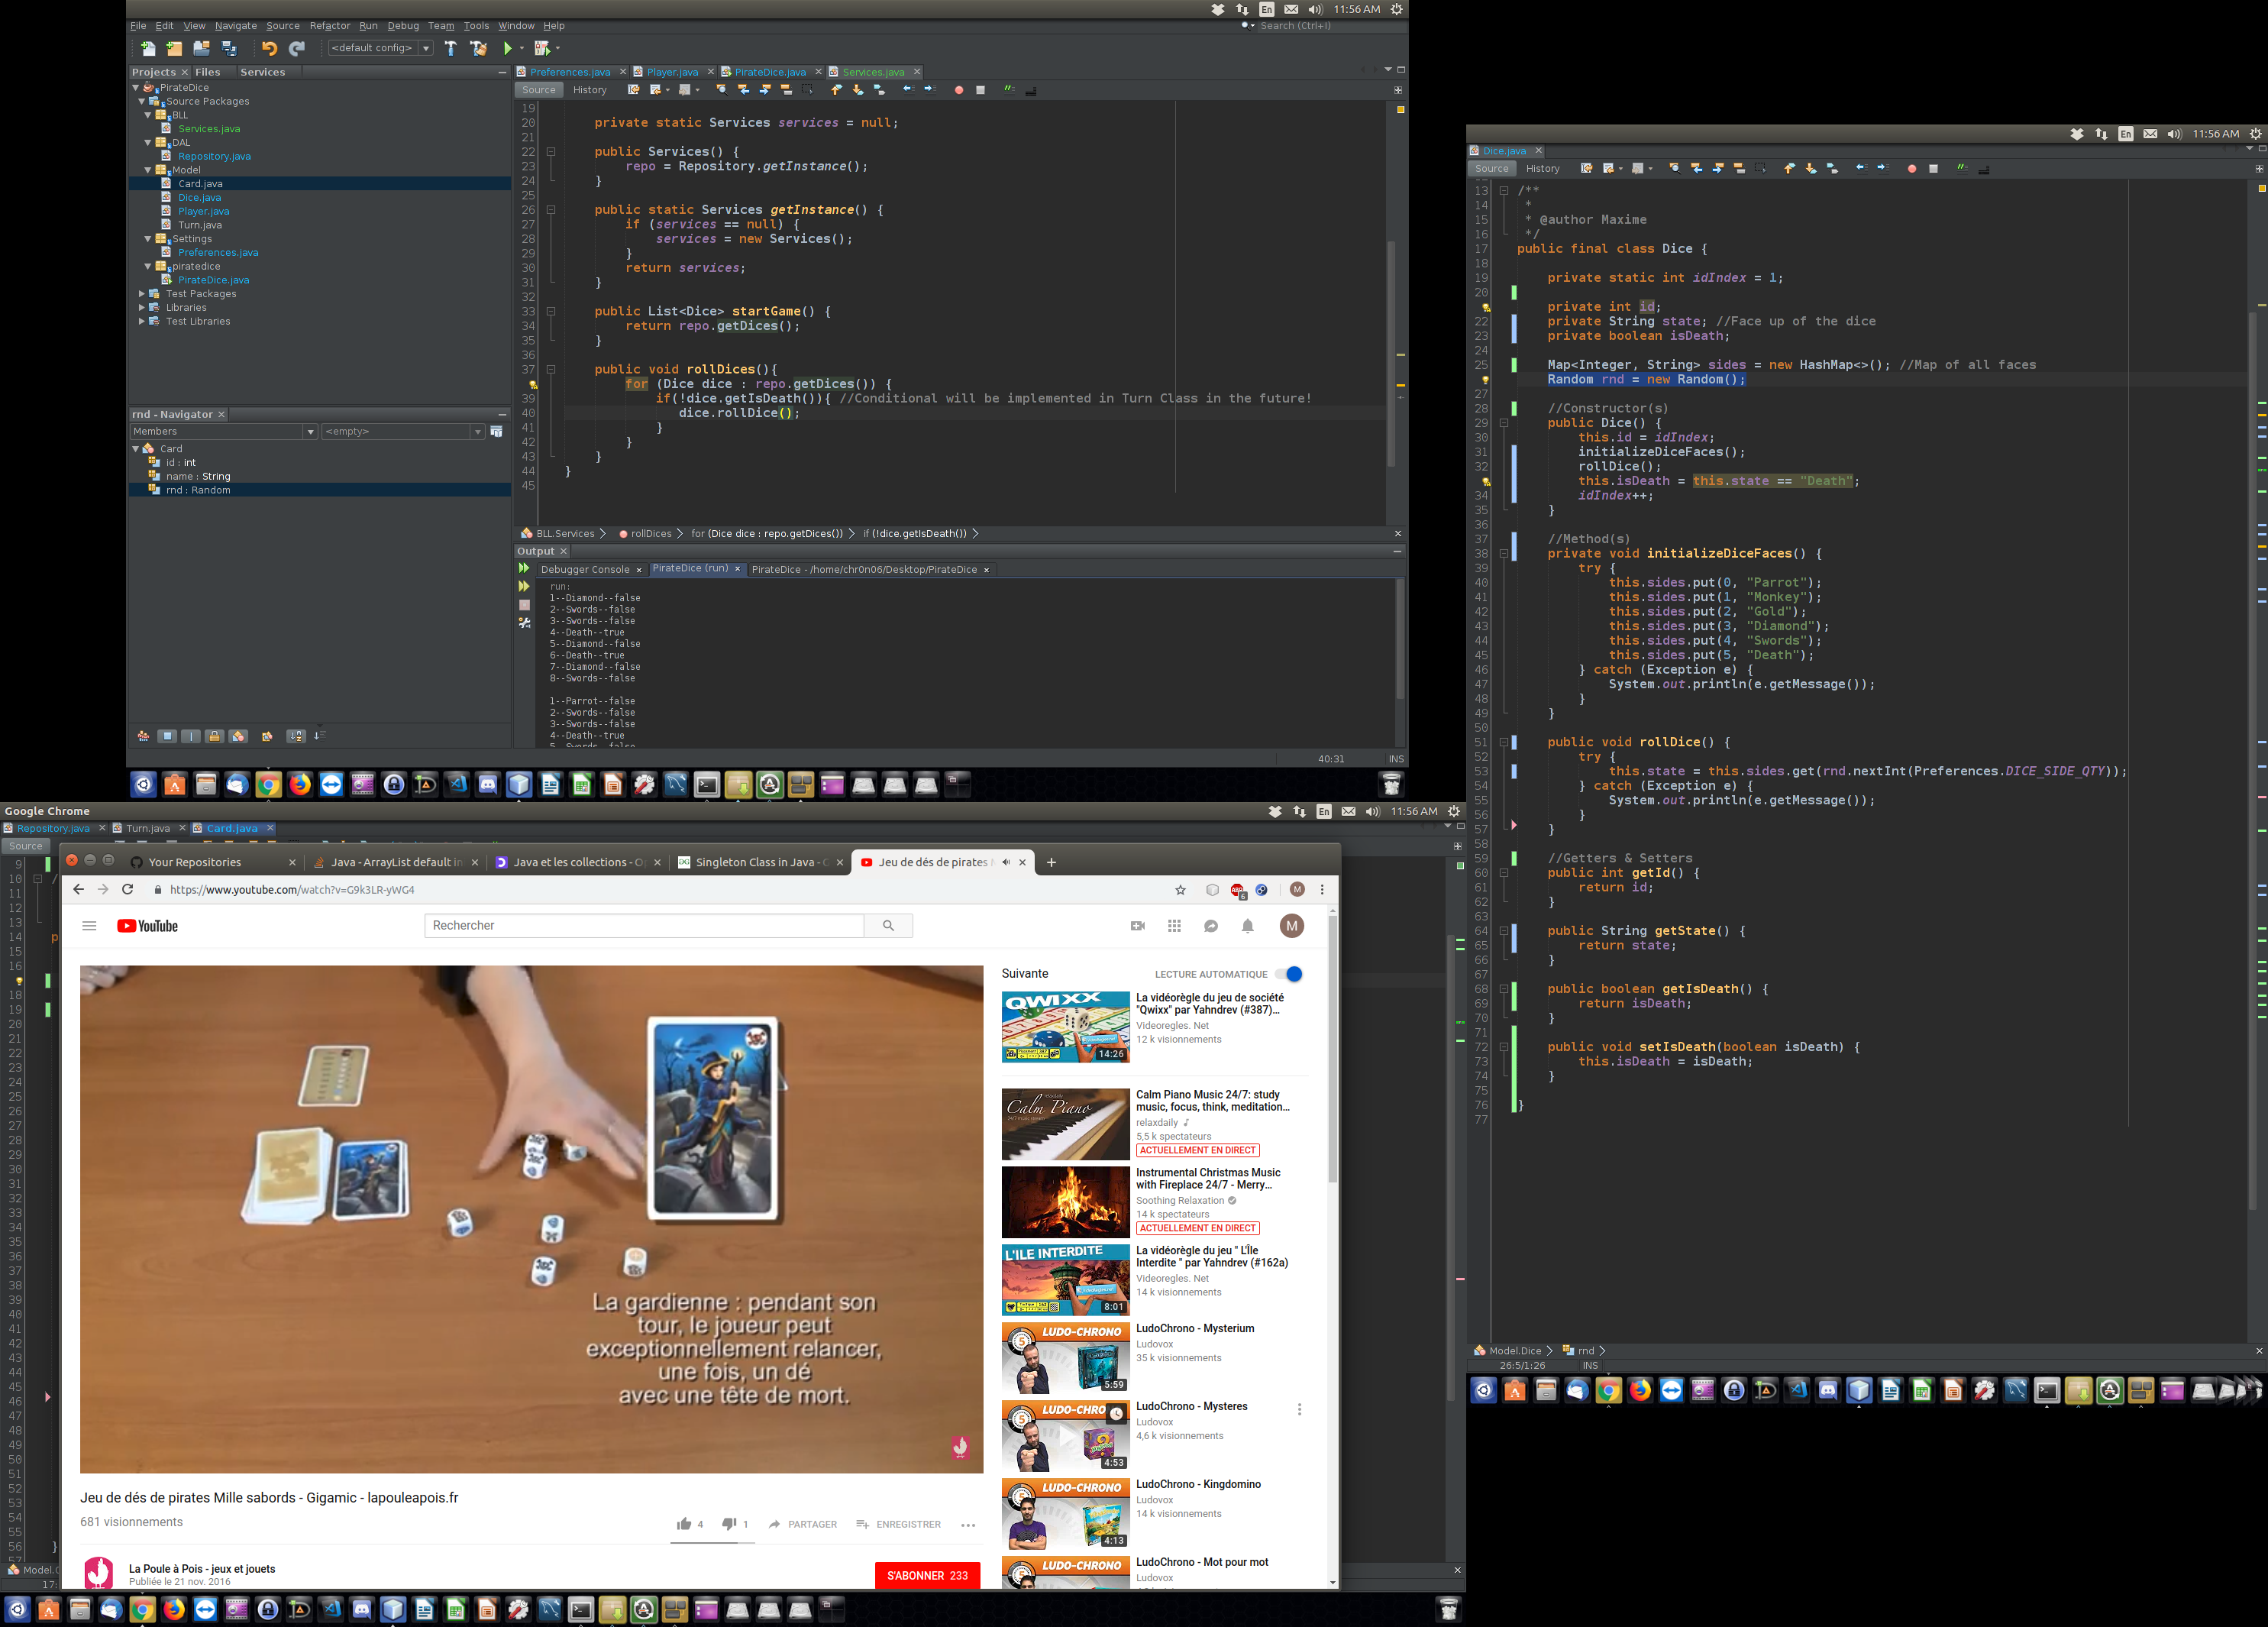 11:56 AM
File Edit View Navigate Source Refactor Run Debug Team Tools Window Help
Search (Ctrl+I)
<default config>
Projects Files Services
PirateDice
Source Packages
BLL
Services.java
DAL
Repository.java
Model
Card.java
Dice.java
Player.java
Turn.java
Settings
Preferences.java
piratedice
PirateDice.java
Test Packages
Libraries
Test Libraries
rnd - Navigator
Members
<empty>
Card
id : int
name : String
rnd : Random
Preferences.java Player.java PirateDice.java Services.java
Source History
19
20 private static Services services = null;
21
22 public Services() {
23 repo = Repository.getInstance();
24 }
25
26 public static Services getInstance() {
27 if (services == null) {
28 services = new Services();
29 }
30 return services;
31 }
32
33 public List<Dice> startGame() {
34 return repo.getDices();
35 }
36
37 public void rollDices(){
for (Dice dice : repo.getDices()) {
39 if(!dice.getIsDeath()){ //Conditional will be implemented in Turn Class in the future!
40 dice.rollDice();
41 }
42 }
43 }
44 }
45
BLL.Services rollDices for (Dice dice : repo.getDices()) if (!dice.getIsDeath())
Output
Debugger Console PirateDice (run) PirateDice - /home/chr0n06/Desktop/PirateDice
run:
1--Diamond--false
2--Swords--false
3--Swords--false
4--Death--true
5--Diamond--false
6--Death--true
7--Diamond--false
8--Swords--false
1--Parrot--false
2--Swords--false
3--Swords--false
4--Death--true
5--Swords--false
40:31 INS
11:56 AM
Dice.java
Source History
13 /**
14 *
15 * @author Maxime
16 */
17 public final class Dice {
18
19 private static int idIndex = 1;
20
private int id;
22 private String state; //Face up of the dice
23 private boolean isDeath;
24
25 Map<Integer, String> sides = new HashMap<>(); //Map of all faces
Random rnd = new Random();
27
28 //Constructor(s)
29 public Dice() {
30 this.id = idIndex;
31 initializeDiceFaces();
32 rollDice();
this.isDeath = this.state == "Death";
34 idIndex++;
35 }
36
37 //Method(s)
38 private void initializeDiceFaces() {
39 try {
40 this.sides.put(0, "Parrot");
41 this.sides.put(1, "Monkey");
42 this.sides.put(2, "Gold");
43 this.sides.put(3, "Diamond");
44 this.sides.put(4, "Swords");
45 this.sides.put(5, "Death");
46 } catch (Exception e) {
47 System.out.println(e.getMessage());
48 }
49 }
50
51 public void rollDice() {
52 try {
53 this.state = this.sides.get(rnd.nextInt(Preferences.DICE_SIDE_QTY));
54 } catch (Exception e) {
55 System.out.println(e.getMessage());
56 }
57 }
58
59 //Getters & Setters
60 public int getId() {
61 return id;
62 }
63
64 public String getState() {
65 return state;
66 }
67
68 public boolean getIsDeath() {
69 return isDeath;
70 }
71
72 public void setIsDeath(boolean isDeath) {
73 this.isDeath = isDeath;
74 }
75
76 }
77
Model.Dice rnd
26:5/1:26 INS
Google Chrome
11:56 AM
Repository.java Turn.java Card.java
Source
Your Repositories
Java - ArrayList default in
Java et les collections - O
Singleton Class in Java -
Jeu de dés de pirates
https://www.youtube.com/watch?v=G9k3LR-yWG4
YouTube
Rechercher
M
La gardienne : pendant son
tour, le joueur peut
exceptionnellement relancer,
une fois, un dé
avec une tête de mort.
Jeu de dés de pirates Mille sabords - Gigamic - lapouleapois.fr
681 visionnements
4 1 PARTAGER ENREGISTRER
La Poule à Pois - jeux et jouets
Publiée le 21 nov. 2016
S'ABONNER 233
Suivante
LECTURE AUTOMATIQUE
QWIXX
14:26
La vidéorègle du jeu de société
"Qwixx" par Yahndrev (#387)...
Videoregles. Net
12 k visionnements
Calm Piano
Calm Piano Music 24/7: study
music, focus, think, meditation...
relaxdaily
5,5 k spectateurs
ACTUELLEMENT EN DIRECT
Instrumental Christmas Music
with Fireplace 24/7 - Merry...
Soothing Relaxation
14 k spectateurs
ACTUELLEMENT EN DIRECT
L'ILE INTERDITE
8:01
La vidéorègle du jeu " L'Île
Interdite " par Yahndrev (#162a)
Videoregles. Net
14 k visionnements
LUDO-CHRONO
5:59
LudoChrono - Mysterium
Ludovox
35 k visionnements
LUDO-CHRO
4:53
LudoChrono - Mysteres
Ludovox
4,6 k visionnements
LUDO-CHRONO
4:13
LudoChrono - Kingdomino
Ludovox
14 k visionnements
LUDO-CHRONO
LudoChrono - Mot pour mot
Ludovox